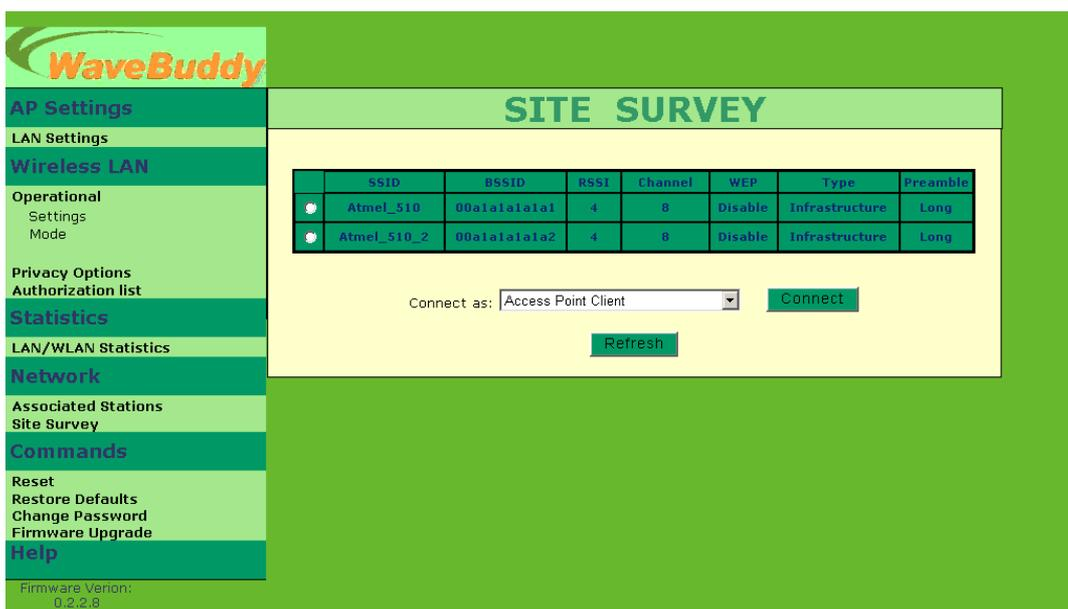 WaveBuddy
AP Settings
LAN Settings
Wireless LAN
Operational
Settings
Mode
Privacy Options
Authorization list
Statistics
LAN/WLAN Statistics
Network
Associated Stations
Site Survey
Commands
Reset
Restore Defaults
Change Password
Firmware Upgrade
Help
Firmware Verion:
0.2.2.8
SITE SURVEY
SSID BSSID RSSI Channel WEP Type Preamble
Atmel_510 00a1a1a1a1a1 4 8 Disable Infrastructure Long
Atmel_510_2 00a1a1a1a1a2 4 8 Disable Infrastructure Long
Connect as: Access Point Client Connect
Refresh